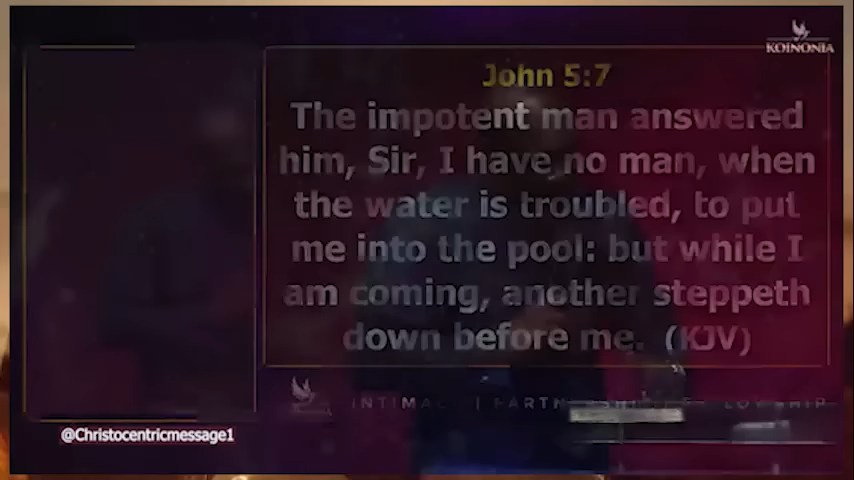 KOINONIA
John 5:7
The impotent man answered
him, Sir, I have no man, when
the water is troubled, to put
me into the pool: but while I
am coming, another steppeth
down before me. (KJV)
@Christocentricmessage1